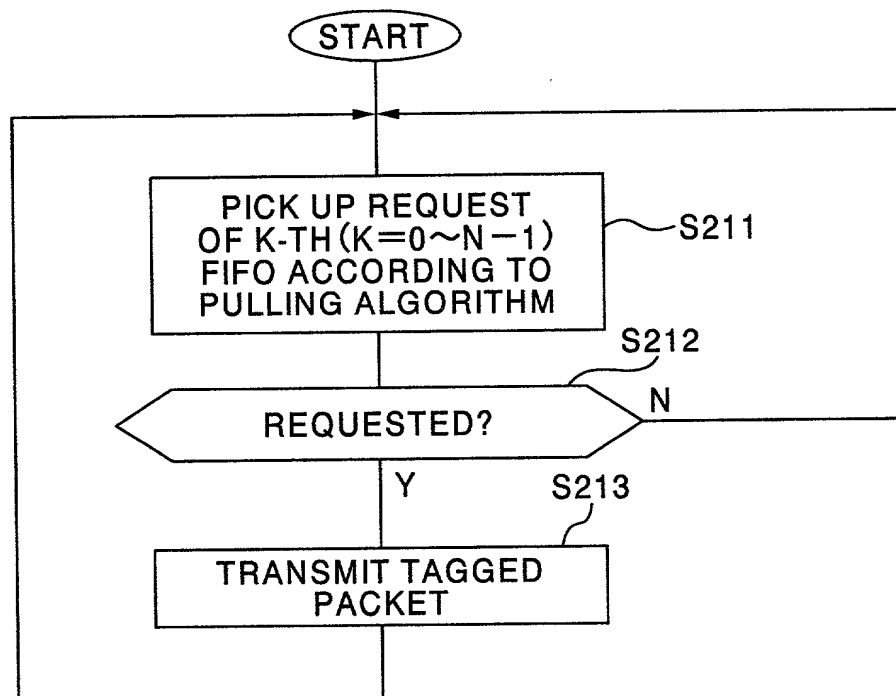 START
PICK UP REQUEST
OF K-TH(K=0〜N−1)
FIFO ACCORDING TO
PULLING ALGORITHM
S211
S212
REQUESTED?
N
Y
S213
TRANSMIT TAGGED
PACKET